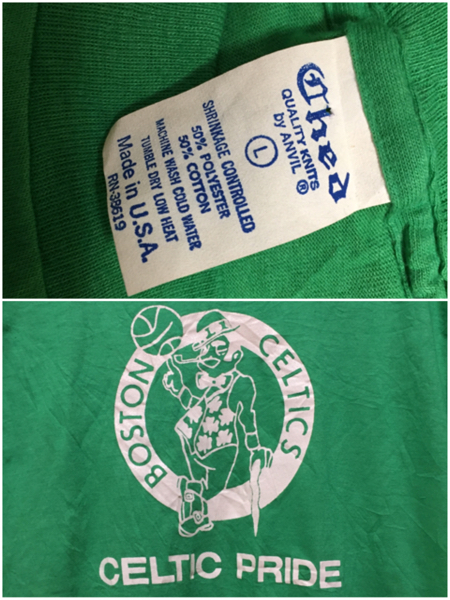 Ched
QUALITY KNITS
by ANVIL ®
L
SHRINKAGE CONTROLLED
50% POLYESTER
50% COTTON
MACHINE WASH COLD WATER
TUMBLE DRY LOW HEAT
Made in U.S.A.
RN-39619
BOSTON
CELTICS
CELTIC PRIDE